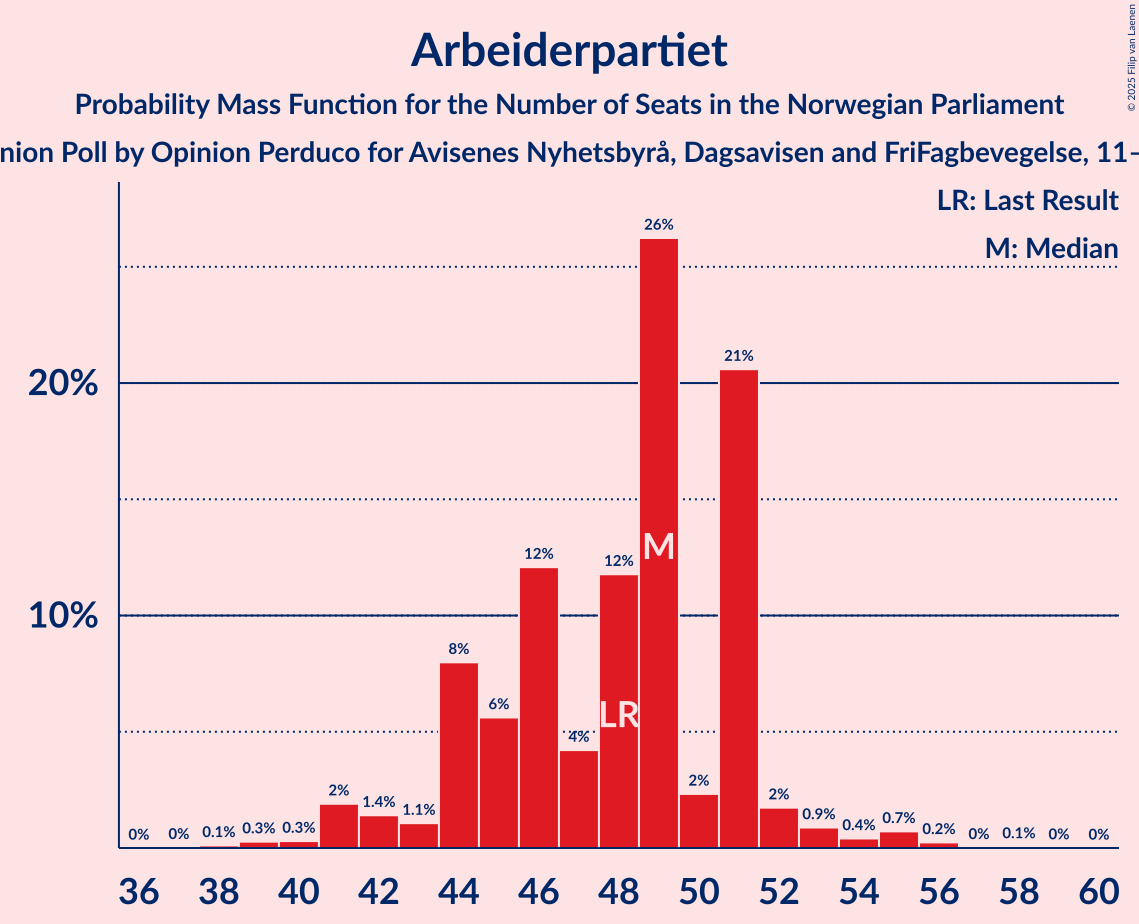 © 2025 Filip van Laenen
Arbeiderpartiet
Probability Mass Function for the Number of Seats in the Norwegian Parliament
nion Poll by Opinion Perduco for Avisenes Nyhetsbyrå, Dagsavisen and FriFagbevegelse, 11–
LR: Last Result
M: Median
26%
21%
20%
12%
12%
M
10%
8%
6%
LR
4%
2%
1.4%
1.1%
2%
2%
0.9%
0% 0% 0.1% 0.3% 0.3% 0.4% 0.7% 0.2% 0% 0.1% 0% 0%
36 38 40 42 44 46 48 50 52 54 56 58 60